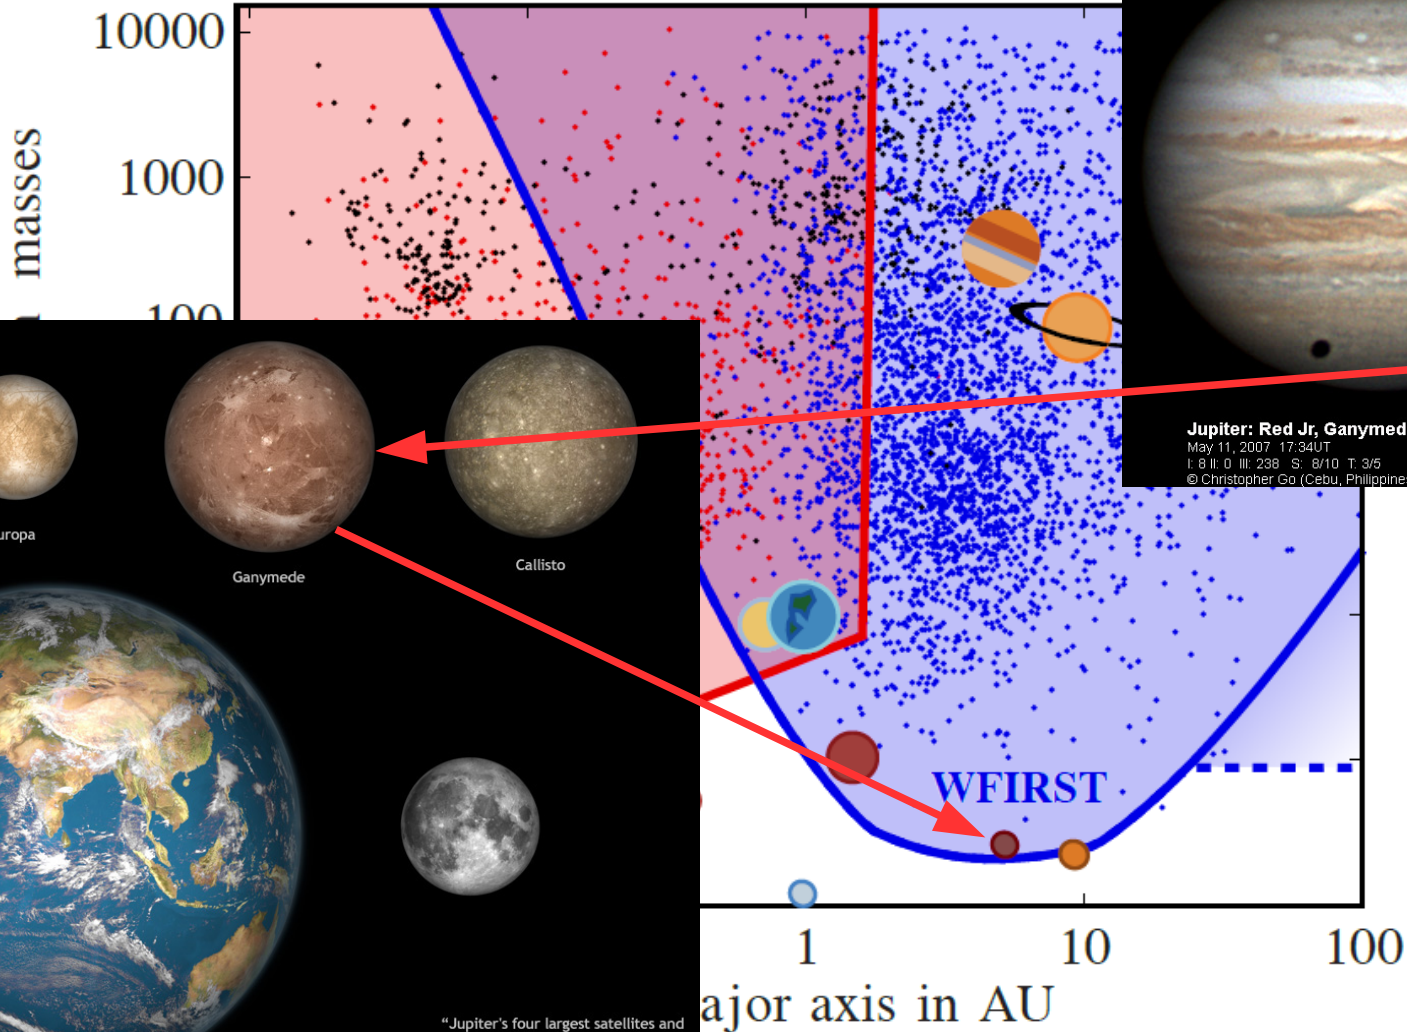 10000
1000
masses
100
Jupiter: Red Jr, Ganymed
May 11, 2007 17:34UT
I: 8 II: 0 III: 238 S: 8/10 T: 3/5
© Christopher Go (Cebu, Philippines
uropa
Ganymede
Callisto
WFIRST
1
10
100
ajor axis in AU
“Jupiter's four largest satellites and